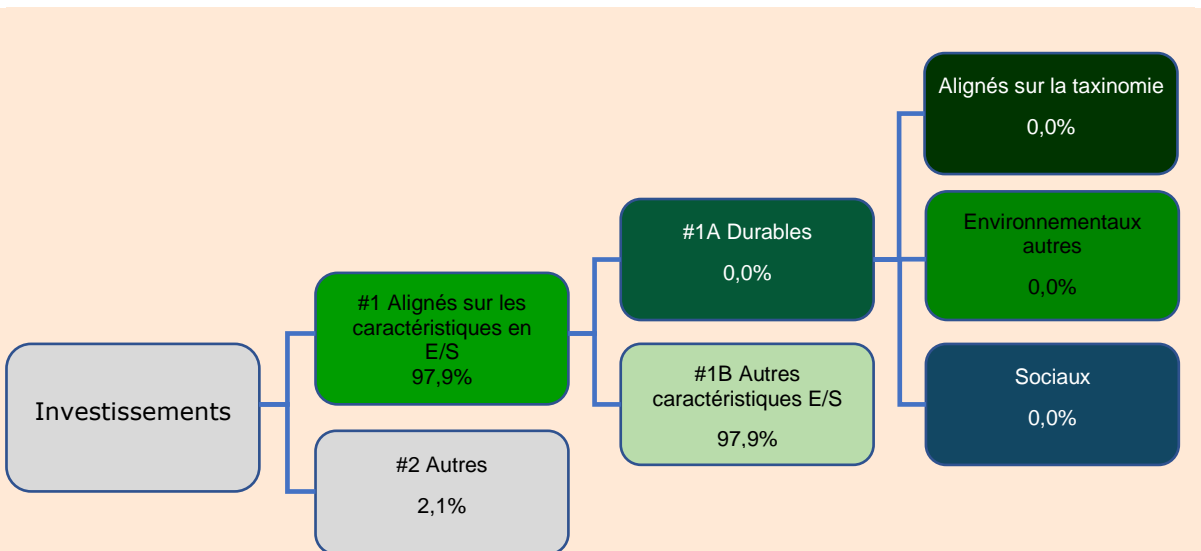 Investissements
#1 Alignés sur les
caractéristiques en
E/S
97,9%
#2 Autres
2,1%
#1A Durables
0,0%
#1B Autres
caractéristiques E/S
97,9%
Alignés sur la taxinomie
0,0%
Environnementaux
autres
0,0%
Sociaux
0,0%